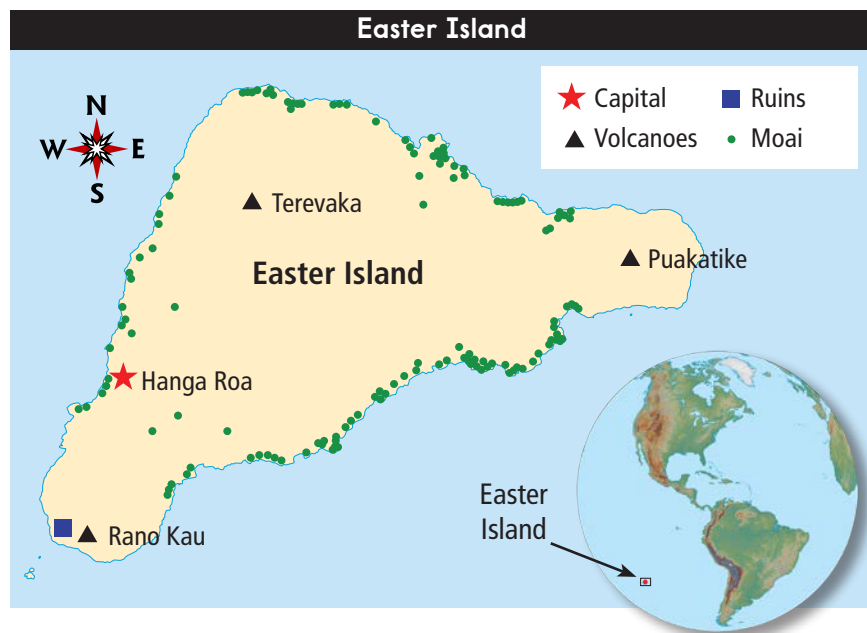 Easter Island
Capital
Ruins
Volcanoes
Moai
N
W
E
S
Terevaka
Easter Island
Puakatike
Hanga Roa
Rano Kau
Easter
Island